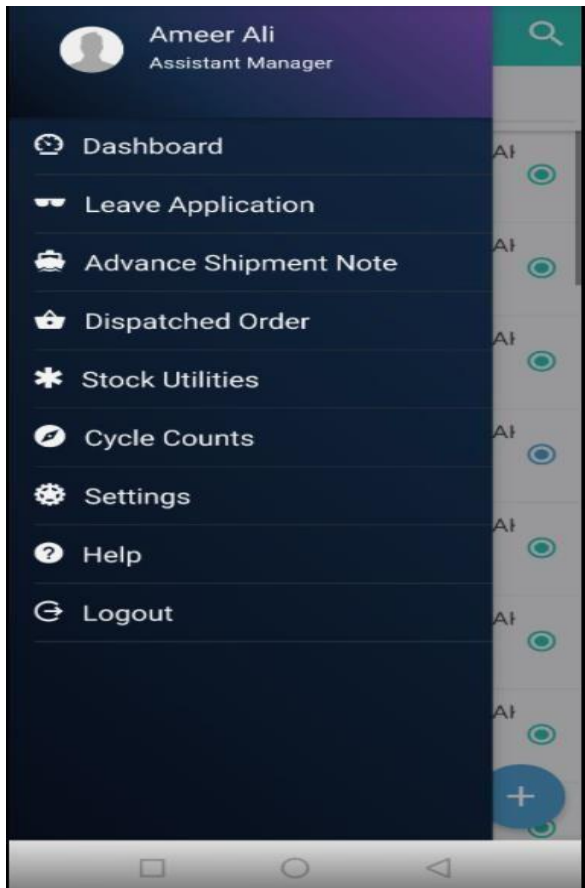 Ameer Ali
Assistant Manager
Dashboard
Leave Application
Advance Shipment Note
Dispatched Order
Stock Utilities
Cycle Counts
Settings
Help
Logout